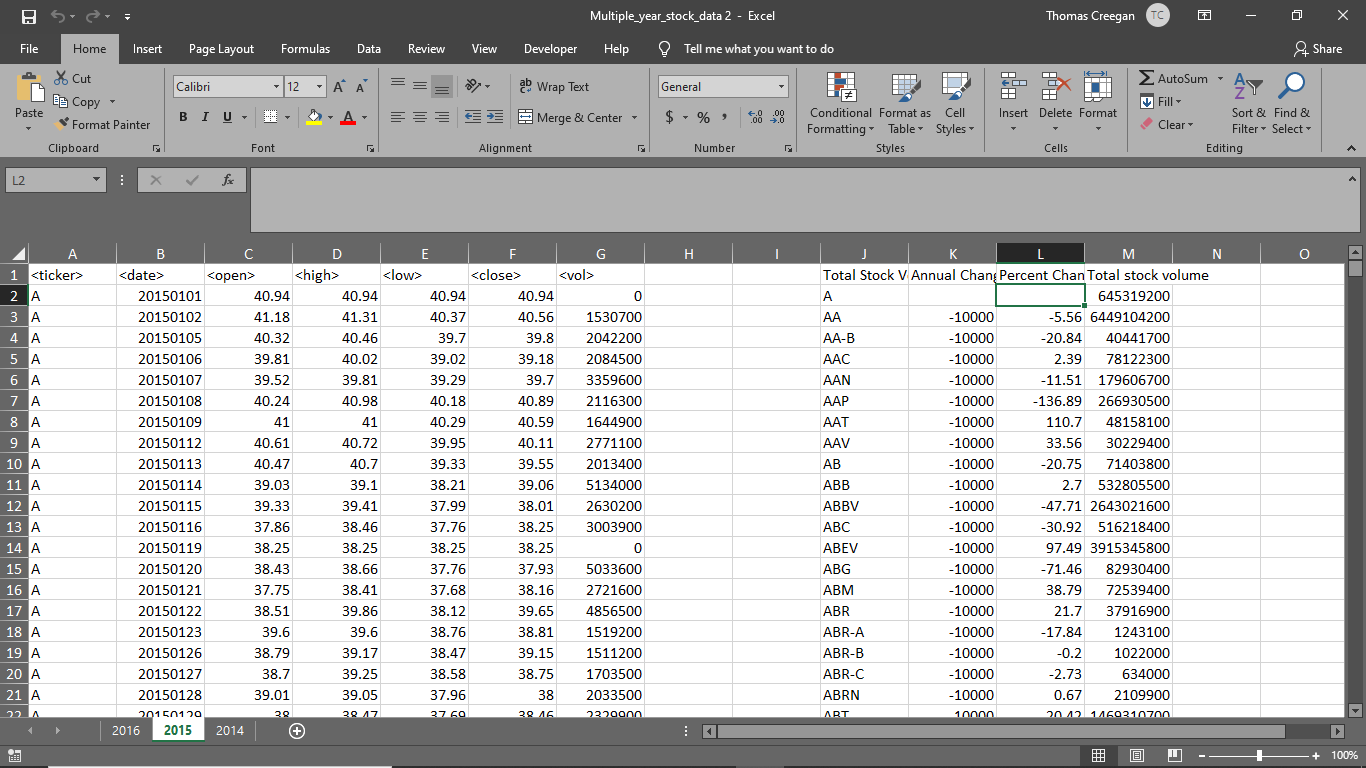 Multiple_year_stock_data 2 - Excel
Thomas Creegan TC
File Home Insert Page Layout Formulas Data Review View Developer Help Tell me what you want to do Share
Paste
Cut
Copy
Format Painter
Clipboard
Calibri 12
B I U
Font
Wrap Text
Merge & Center
Alignment
General
$ % ,
Number
Conditional Formatting
Format as Table
Cell Styles
Styles
Insert Delete Format
Cells
AutoSum
Fill
Clear
Sort & Filter
Find & Select
Editing
L2
fx
A B C D E F G H I J K L M N O
1 <ticker> <date> <open> <high> <low> <close> <vol> Total Stock V Annual Chang Percent Chan Total stock volume
2 A 20150101 40.94 40.94 40.94 40.94 0 A 645319200
3 A 20150102 41.18 41.31 40.37 40.56 1530700 AA -10000 -5.56 6449104200
4 A 20150105 40.32 40.46 39.7 39.8 2042200 AA-B -10000 -20.84 40441700
5 A 20150106 39.81 40.02 39.02 39.18 2084500 AAC -10000 2.39 78122300
6 A 20150107 39.52 39.81 39.29 39.7 3359600 AAN -10000 -11.51 179606700
7 A 20150108 40.24 40.98 40.18 40.89 2116300 AAP -10000 -136.89 266930500
8 A 20150109 41 41 40.29 40.59 1644900 AAT -10000 110.7 48158100
9 A 20150112 40.61 40.72 39.95 40.11 2771100 AAV -10000 33.56 30229400
10 A 20150113 40.47 40.7 39.33 39.55 2013400 AB -10000 -20.75 71403800
11 A 20150114 39.03 39.1 38.21 39.06 5134000 ABB -10000 2.7 532805500
12 A 20150115 39.33 39.41 37.99 38.01 2630200 ABBV -10000 -47.71 2643021600
13 A 20150116 37.86 38.46 37.76 38.25 3003900 ABC -10000 -30.92 516218400
14 A 20150119 38.25 38.25 38.25 38.25 0 ABEV -10000 97.49 3915345800
15 A 20150120 38.43 38.66 37.76 37.93 5033600 ABG -10000 -71.46 82930400
16 A 20150121 37.75 38.41 37.68 38.16 2721600 ABM -10000 38.79 72539400
17 A 20150122 38.51 39.86 38.12 39.65 4856500 ABR -10000 21.7 37916900
18 A 20150123 39.6 39.6 38.76 38.81 1519200 ABR-A -10000 -17.84 1243100
19 A 20150126 38.79 39.17 38.47 39.15 1511200 ABR-B -10000 -0.2 1022000
20 A 20150127 38.7 39.25 38.58 38.75 1703500 ABR-C -10000 -2.73 634000
21 A 20150128 39.01 39.05 37.96 38 2033500 ABRN -10000 0.67 2109900
22 A 20150129 38 38.47 37.69 38.46 2329900 ABT 1469310700
2016 2015 2014
100%